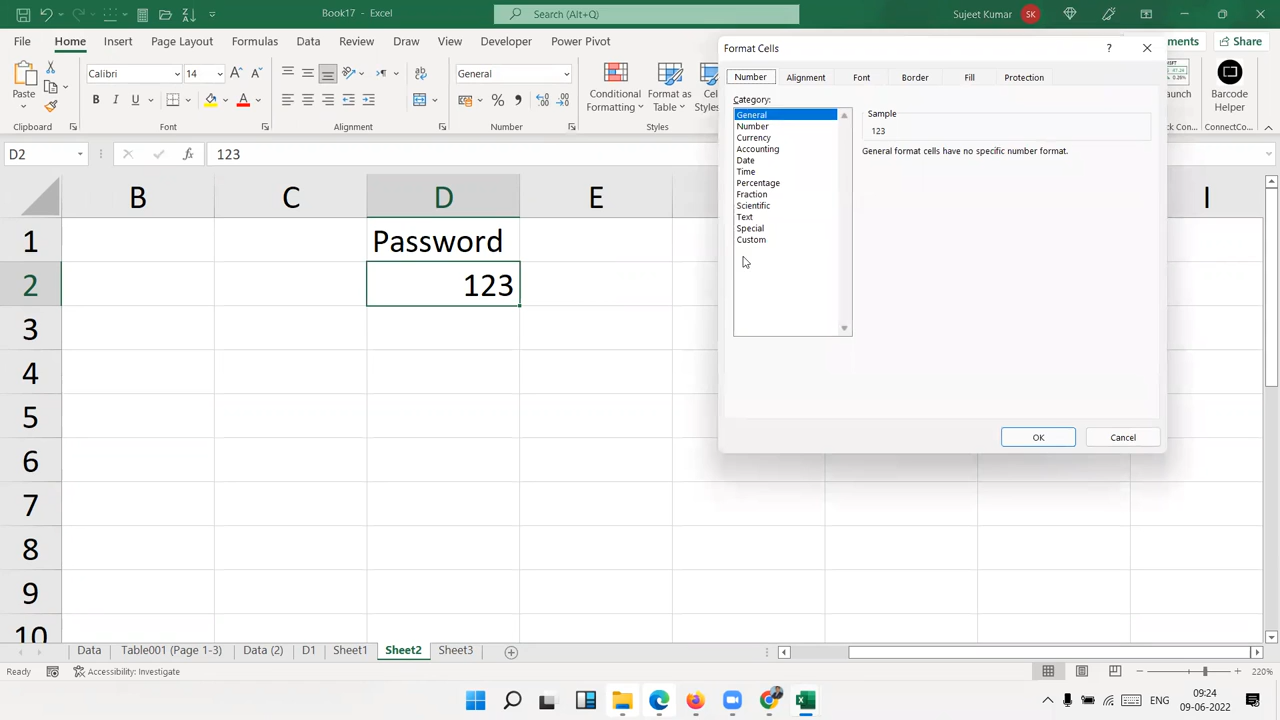 Book17 - Excel
Search (Alt+Q)
Sujeet Kumar
SK
File
Home
Insert
Page Layout
Formulas
Data
Review
View
Developer
Power Pivot
Share
Paste
Clipboard
Calibri
14
B I U
Font
Alignment
General
Number
Conditional
Formatting
Format as
Table
Styles
Barcode
Helper
D2
123
Format Cells
Number
Alignment
Font
Border
Fill
Protection
Category:
General
Number
Currency
Accounting
Date
Time
Percentage
Fraction
Scientific
Text
Special
Custom
Sample
123
General format cells have no specific number format.
OK
Cancel
B C D E I
1 Password
2 123
3
4
5
6
7
8
9
10
Data
Table001 (Page 1-3)
Data (2)
D1
Sheet1
Sheet2
Sheet3
Ready
Accessibility: Investigate
220%
ENG
09:24
09-06-2022